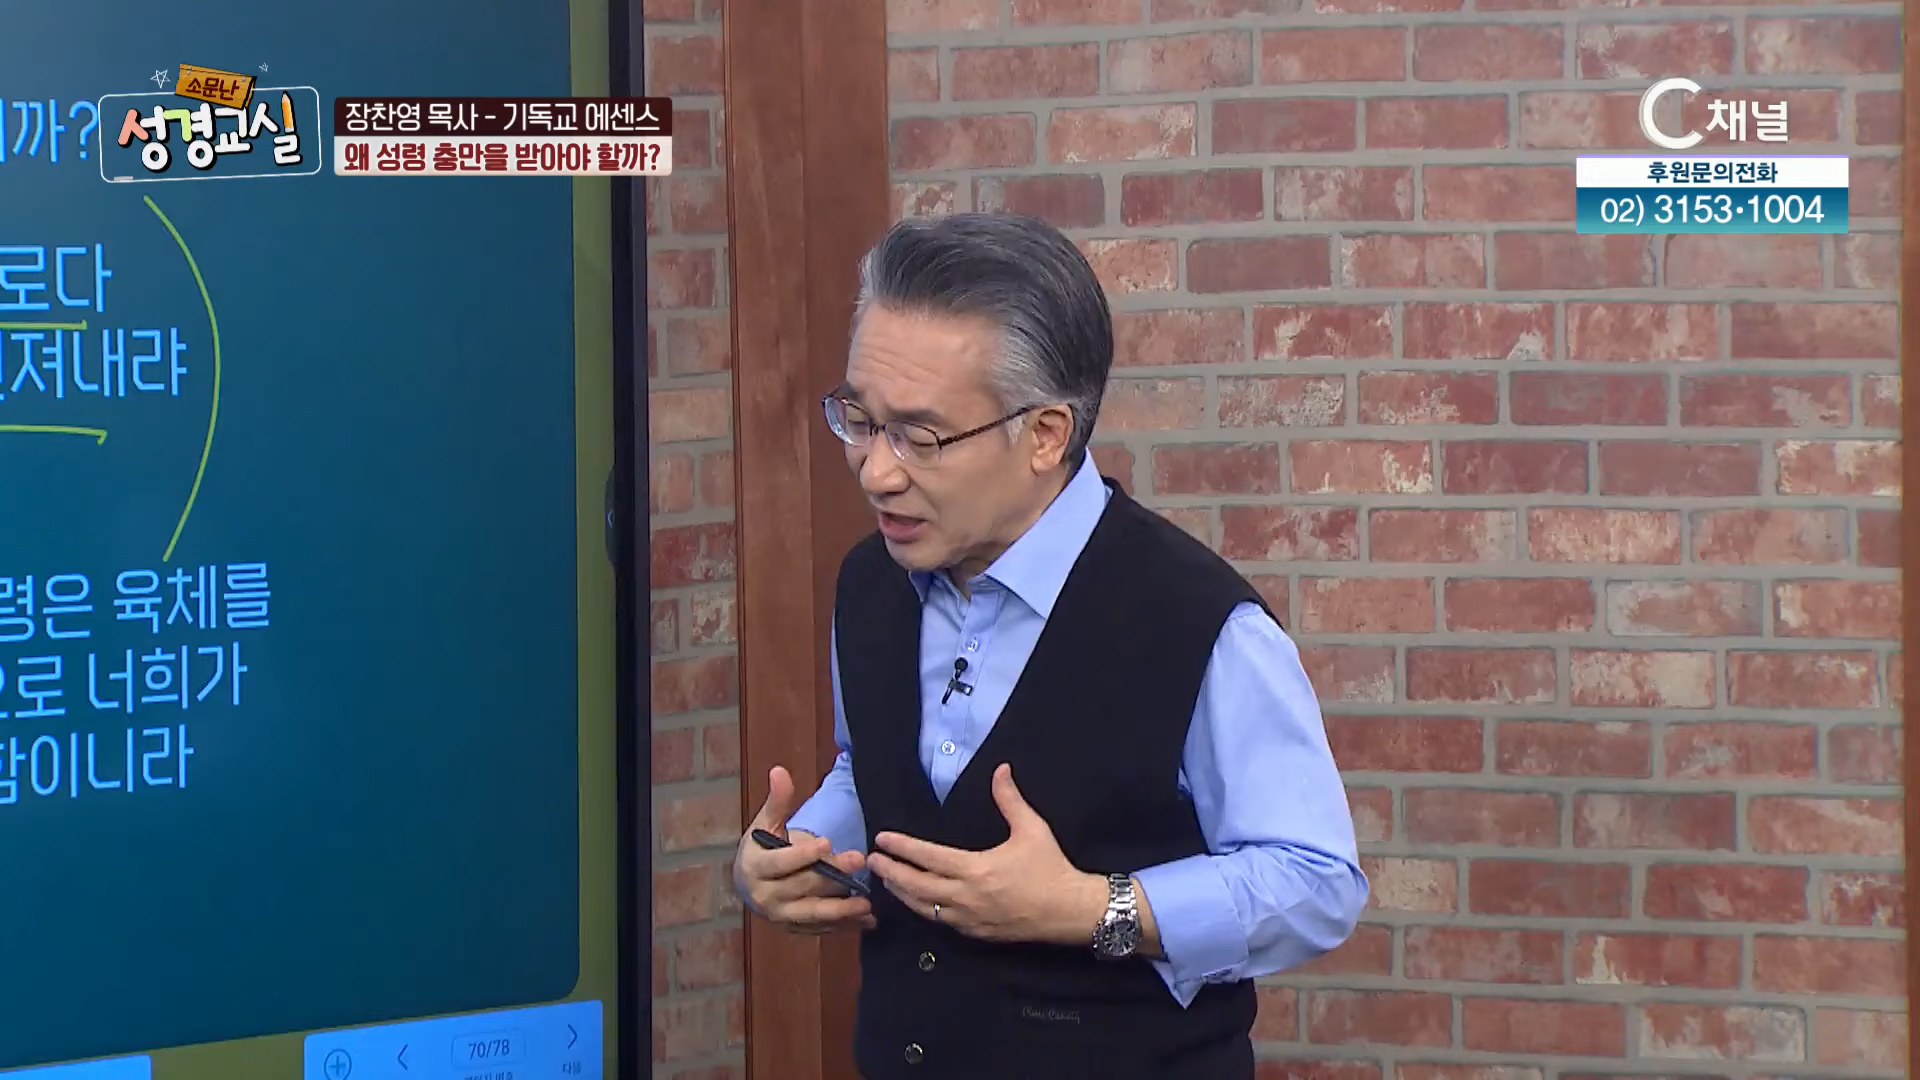 소문난
성경교실
장찬영 목사 - 기독교 에센스
왜 성령 충만을 받아야 할까?
C채널
후원문의전화
02) 3153·1004
까?
로다
져내랴
령은 육체를
으로 너희가
함이니라
70/78
다음